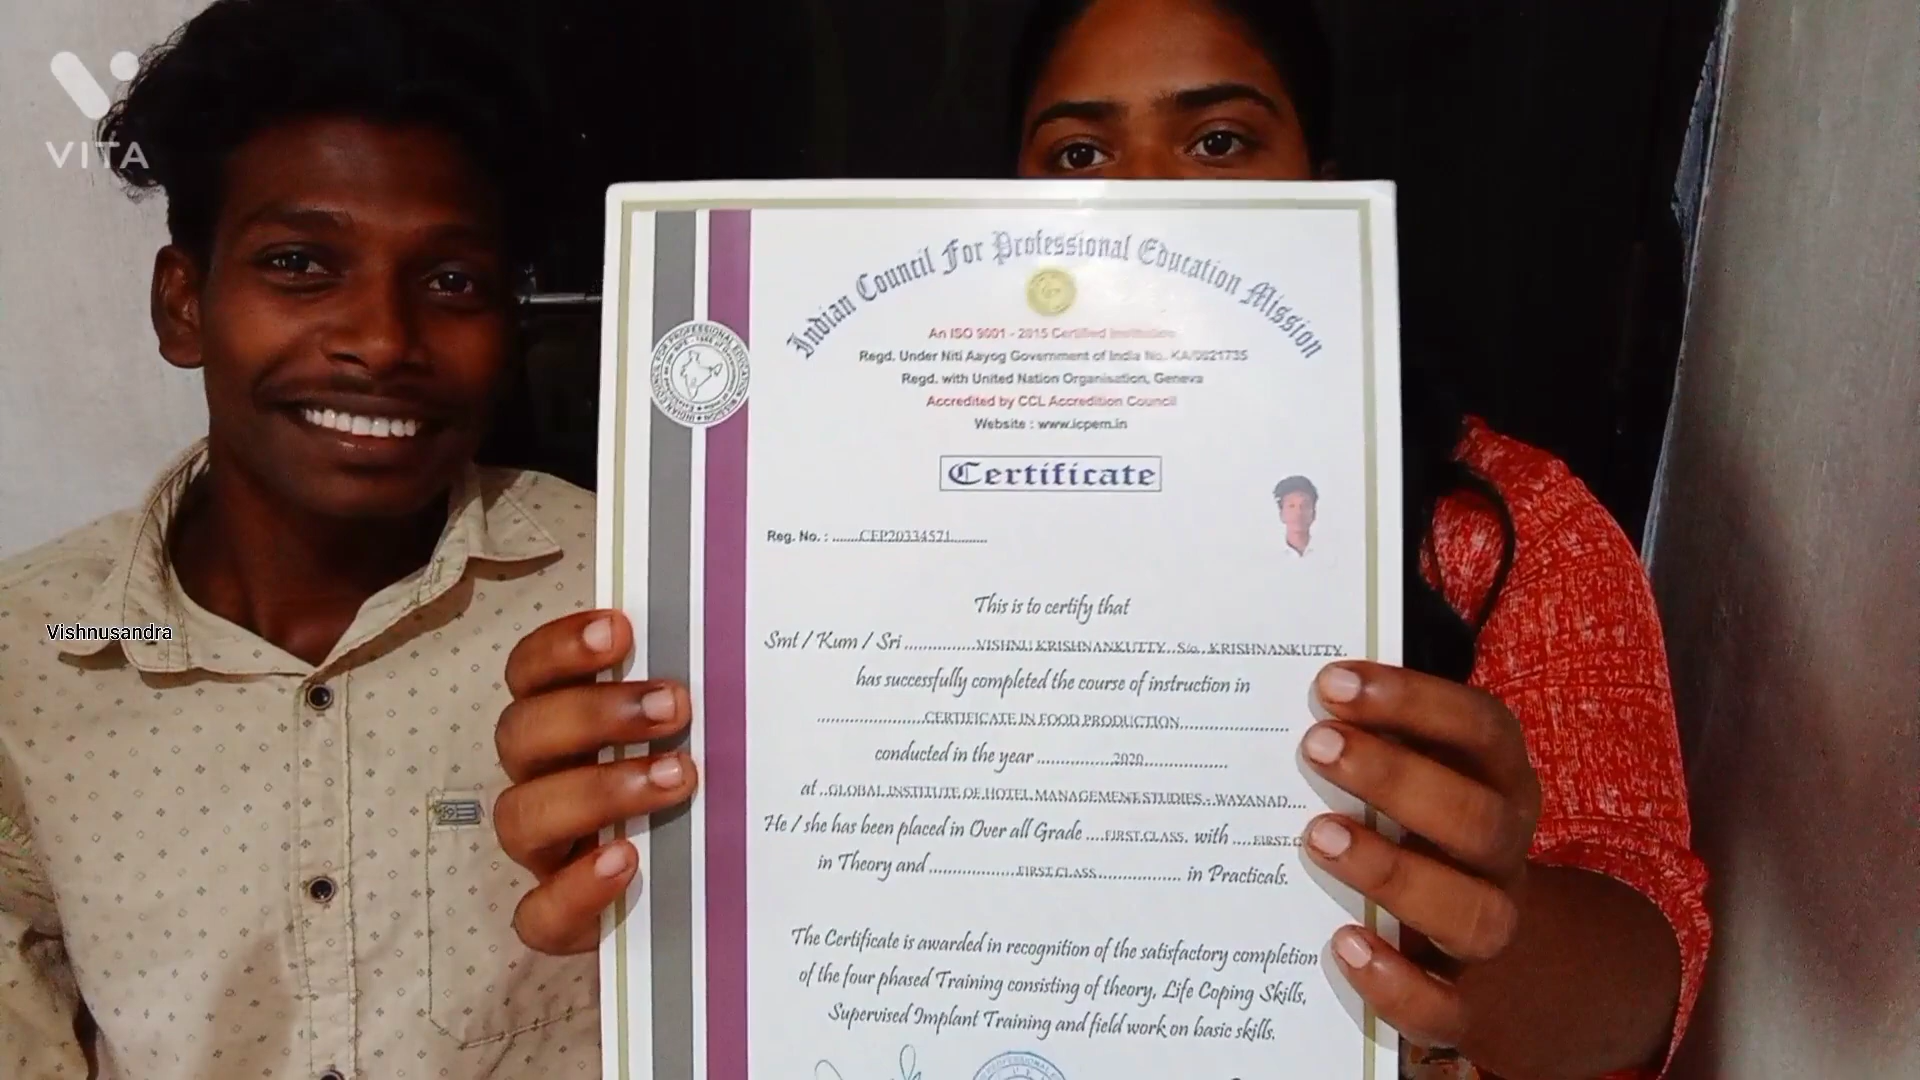 VITA
Indian Council For Professional Education Mission
An ISO 9001 - 2015 Certified Institution
Regd. Under Niti Aayog Government of India No. KA/0021735
Regd. with United Nation Organisation, Geneva
Accredited by CCL Accredition Council
Website : www.icpem.in
Certificate
Reg. No. : .......CEP20334571.........
This is to certify that
Vishnusandra
Smt / Kum / Sri ...............VISHNU KRISHNANKUTTY..S/o..KRISHNANKUTTY.
has successfully completed the course of instruction in
.......................CERTIFICATE IN FOOD PRODUCTION.......................
conducted in the year ................2020..................
at ..GLOBAL INSTITUTE OF HOTEL MANAGEMENT STUDIES - WAYANAD....
He / she has been placed in Over all Grade ....FIRST CLASS. with ....FIRST
in Theory and ..................FIRST CLASS................. in Practicals.
The Certificate is awarded in recognition of the satisfactory completion
of the four phased Training consisting of theory, Life Coping Skills,
Supervised Implant Training and field work on basic skills.